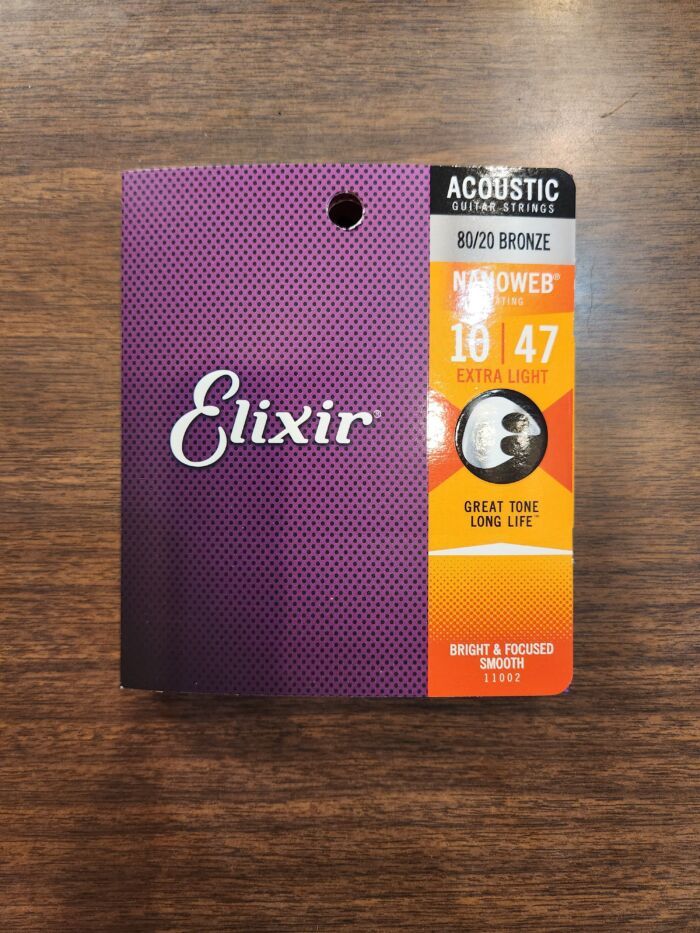 Elixir®
ACOUSTIC
GUITAR STRINGS
80/20 BRONZE
NANOWEB®
10 | 47
EXTRA LIGHT
GREAT TONE
LONG LIFE™
BRIGHT & FOCUSED
SMOOTH
11002